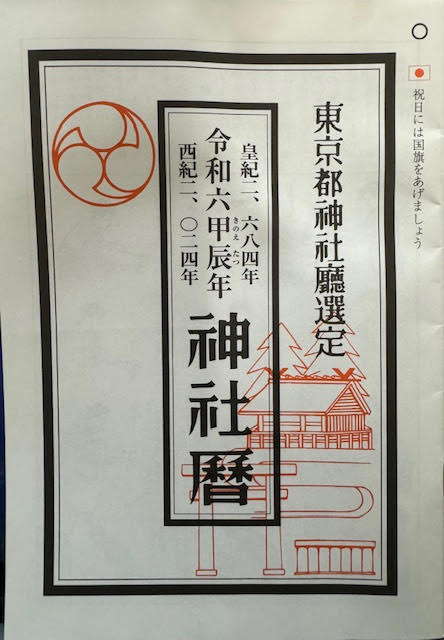 祝日には国旗をあげましょう
東京都神社廳選定
皇紀二、六八四年
令和六甲辰年
きのえ たつ
西紀二、〇二四年
神社暦